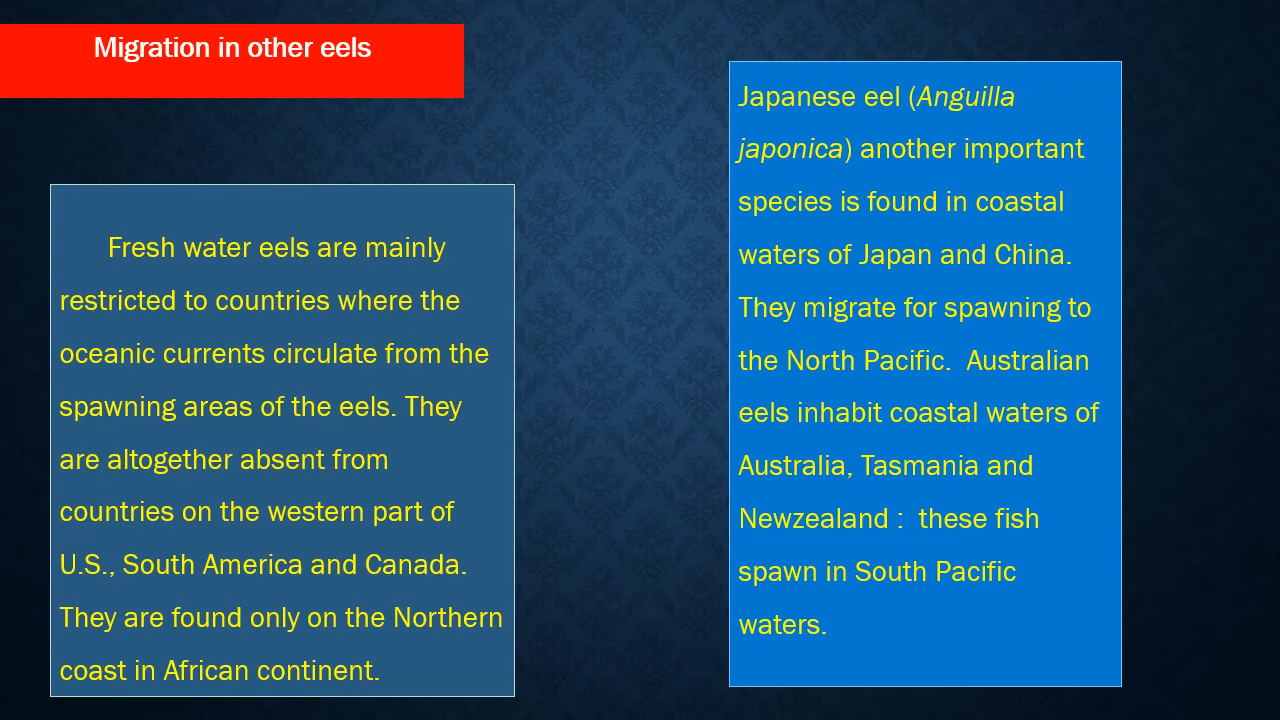 Migration in other eels
Fresh water eels are mainly
restricted to countries where the
oceanic currents circulate from the
spawning areas of the eels. They
are altogether absent from
countries on the western part of
U.S., South America and Canada.
They are found only on the Northern
coast in African continent.
Japanese eel (Anguilla
japonica) another important
species is found in coastal
waters of Japan and China.
They migrate for spawning to
the North Pacific.  Australian
eels inhabit coastal waters of
Australia, Tasmania and
Newzealand :  these fish
spawn in South Pacific
waters.